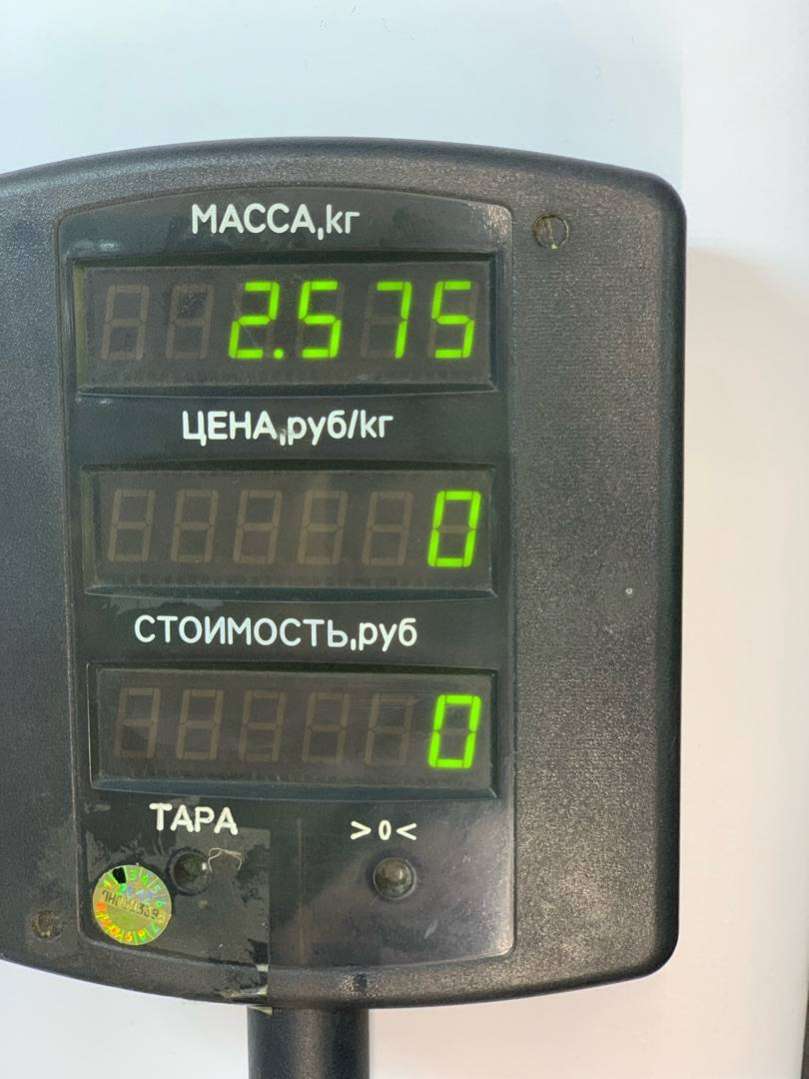 МАССА,кг
2.575
ЦЕНА,руб/кг
0
СТОИМОСТЬ,руб
0
ТАРА >0<